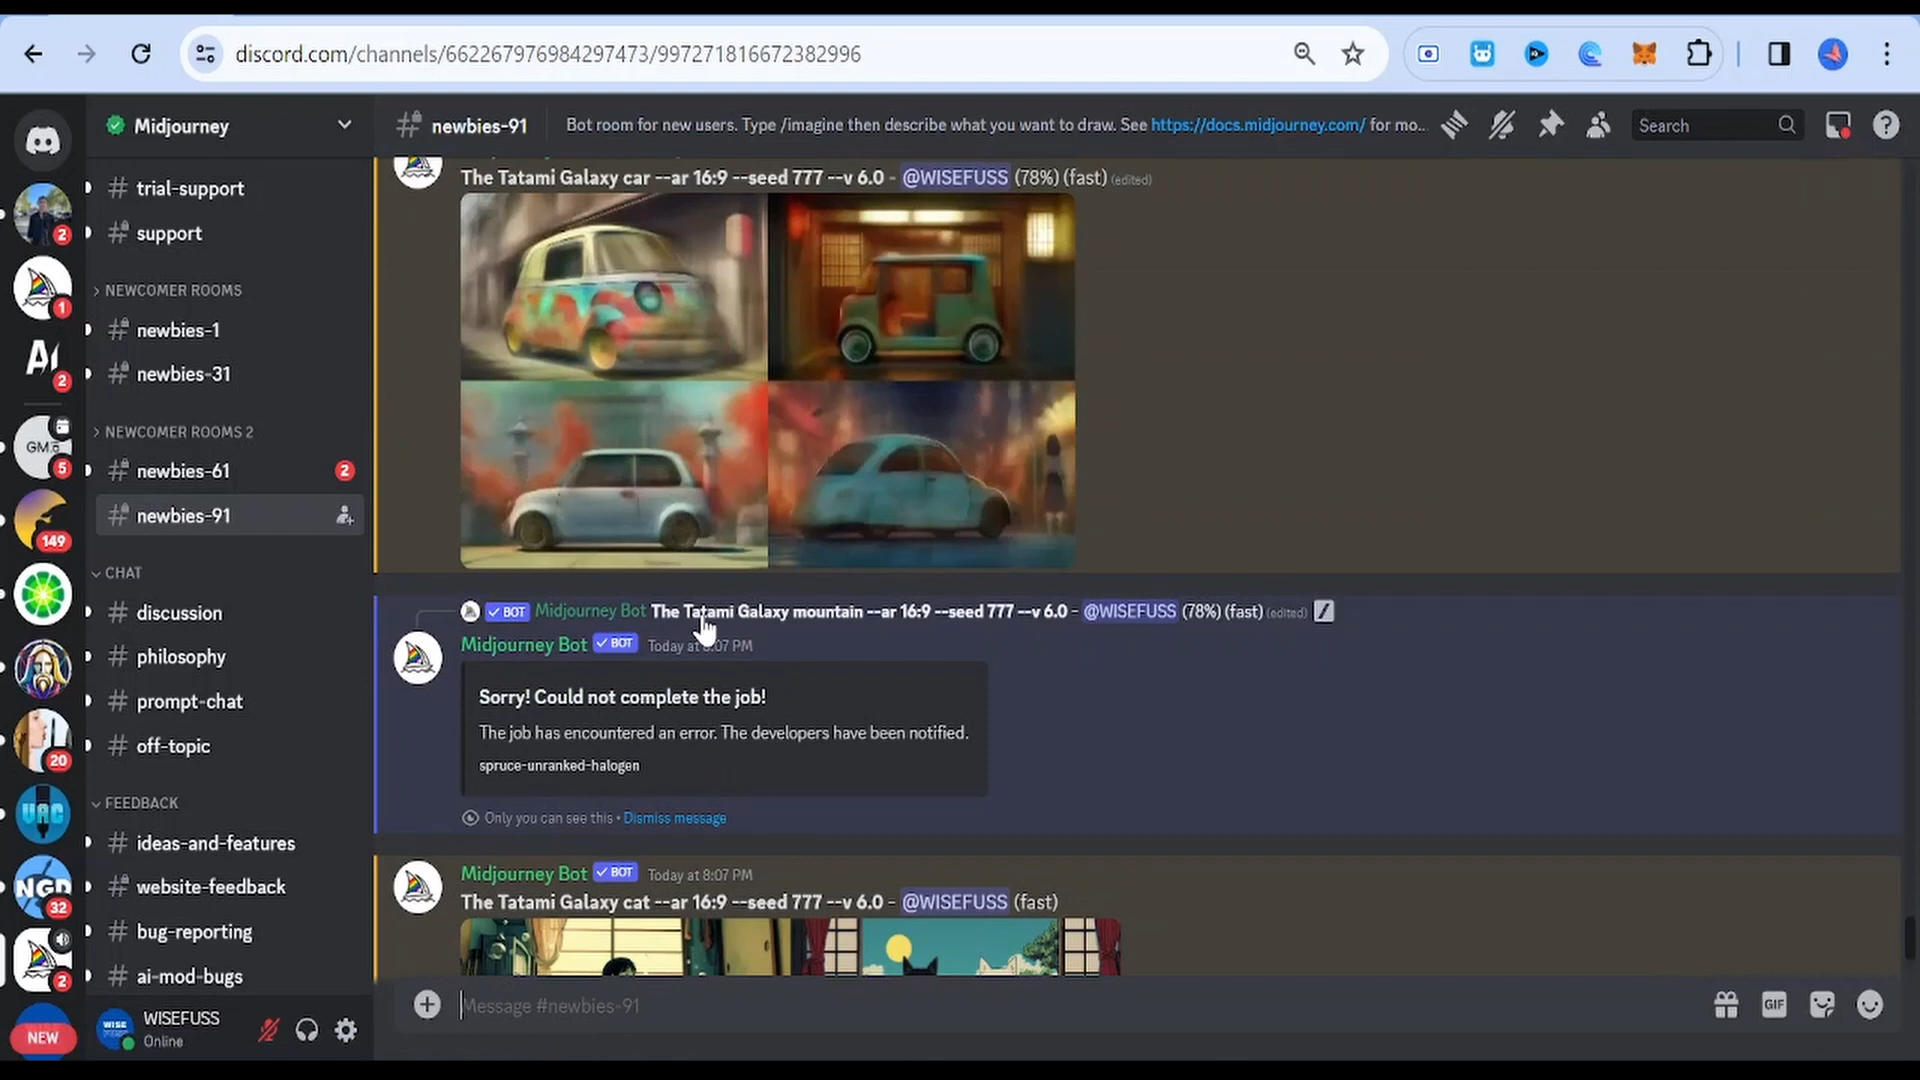 discord.com/channels/662267976984297473/997271816672382996
Midjourney
newbies-91
Bot room for new users. Type /imagine then describe what you want to draw. See https://docs.midjourney.com/ for mo...
Search
2
1
AI
2
GM.
5
149
20
UAC
NGD
32
2
NEW
trial-support
support
NEWCOMER ROOMS
newbies-1
newbies-31
NEWCOMER ROOMS 2
newbies-61
2
newbies-91
CHAT
discussion
philosophy
prompt-chat
off-topic
FEEDBACK
ideas-and-features
website-feedback
bug-reporting
ai-mod-bugs
WISE
WISEFUSS
Online
The Tatami Galaxy car --ar 16:9 --seed 777 --v 6.0 - @WISEFUSS (78%) (fast) (edited)
BOT Midjourney Bot The Tatami Galaxy mountain --ar 16:9 --seed 777 --v 6.0 - @WISEFUSS (78%) (fast) (edited)
Midjourney Bot BOT Today at 8:07 PM
Sorry! Could not complete the job!
The job has encountered an error. The developers have been notified.
spruce-unranked-halogen
Only you can see this • Dismiss message
Midjourney Bot BOT Today at 8:07 PM
The Tatami Galaxy cat --ar 16:9 --seed 777 --v 6.0 - @WISEFUSS (fast)
Message #newbies-91
GIF